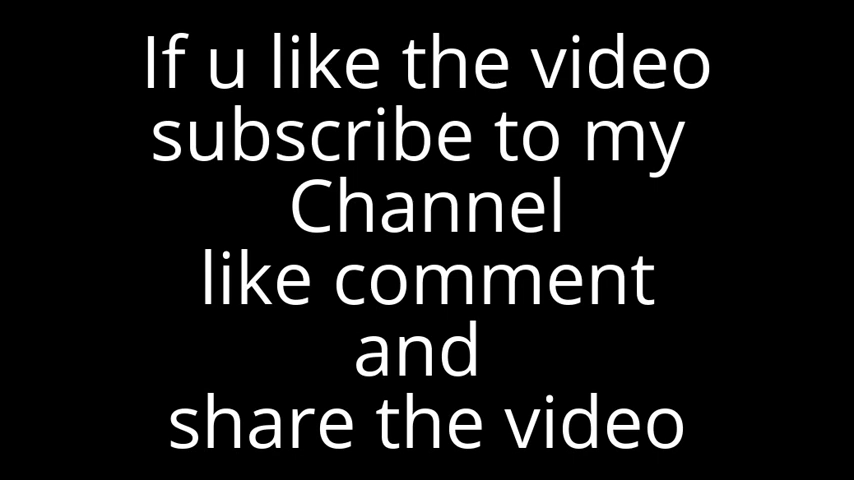 If u like the video
subscribe to my
Channel
like comment
and
share the video